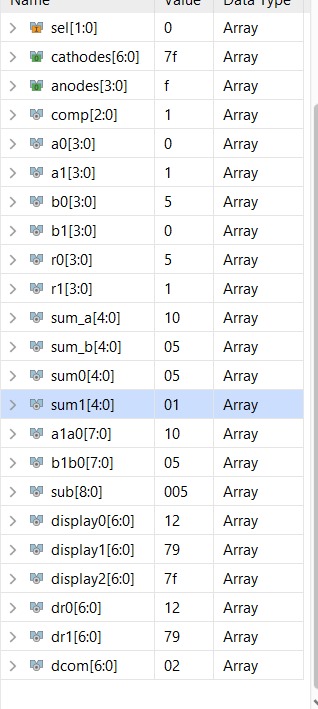 Name Value Data Type
sel[1:0] 0 Array
cathodes[6:0] 7f Array
anodes[3:0] f Array
comp[2:0] 1 Array
a0[3:0] 0 Array
a1[3:0] 1 Array
b0[3:0] 5 Array
b1[3:0] 0 Array
r0[3:0] 5 Array
r1[3:0] 1 Array
sum_a[4:0] 10 Array
sum_b[4:0] 05 Array
sum0[4:0] 05 Array
sum1[4:0] 01 Array
a1a0[7:0] 10 Array
b1b0[7:0] 05 Array
sub[8:0] 005 Array
display0[6:0] 12 Array
display1[6:0] 79 Array
display2[6:0] 7f Array
dr0[6:0] 12 Array
dr1[6:0] 79 Array
dcom[6:0] 02 Array